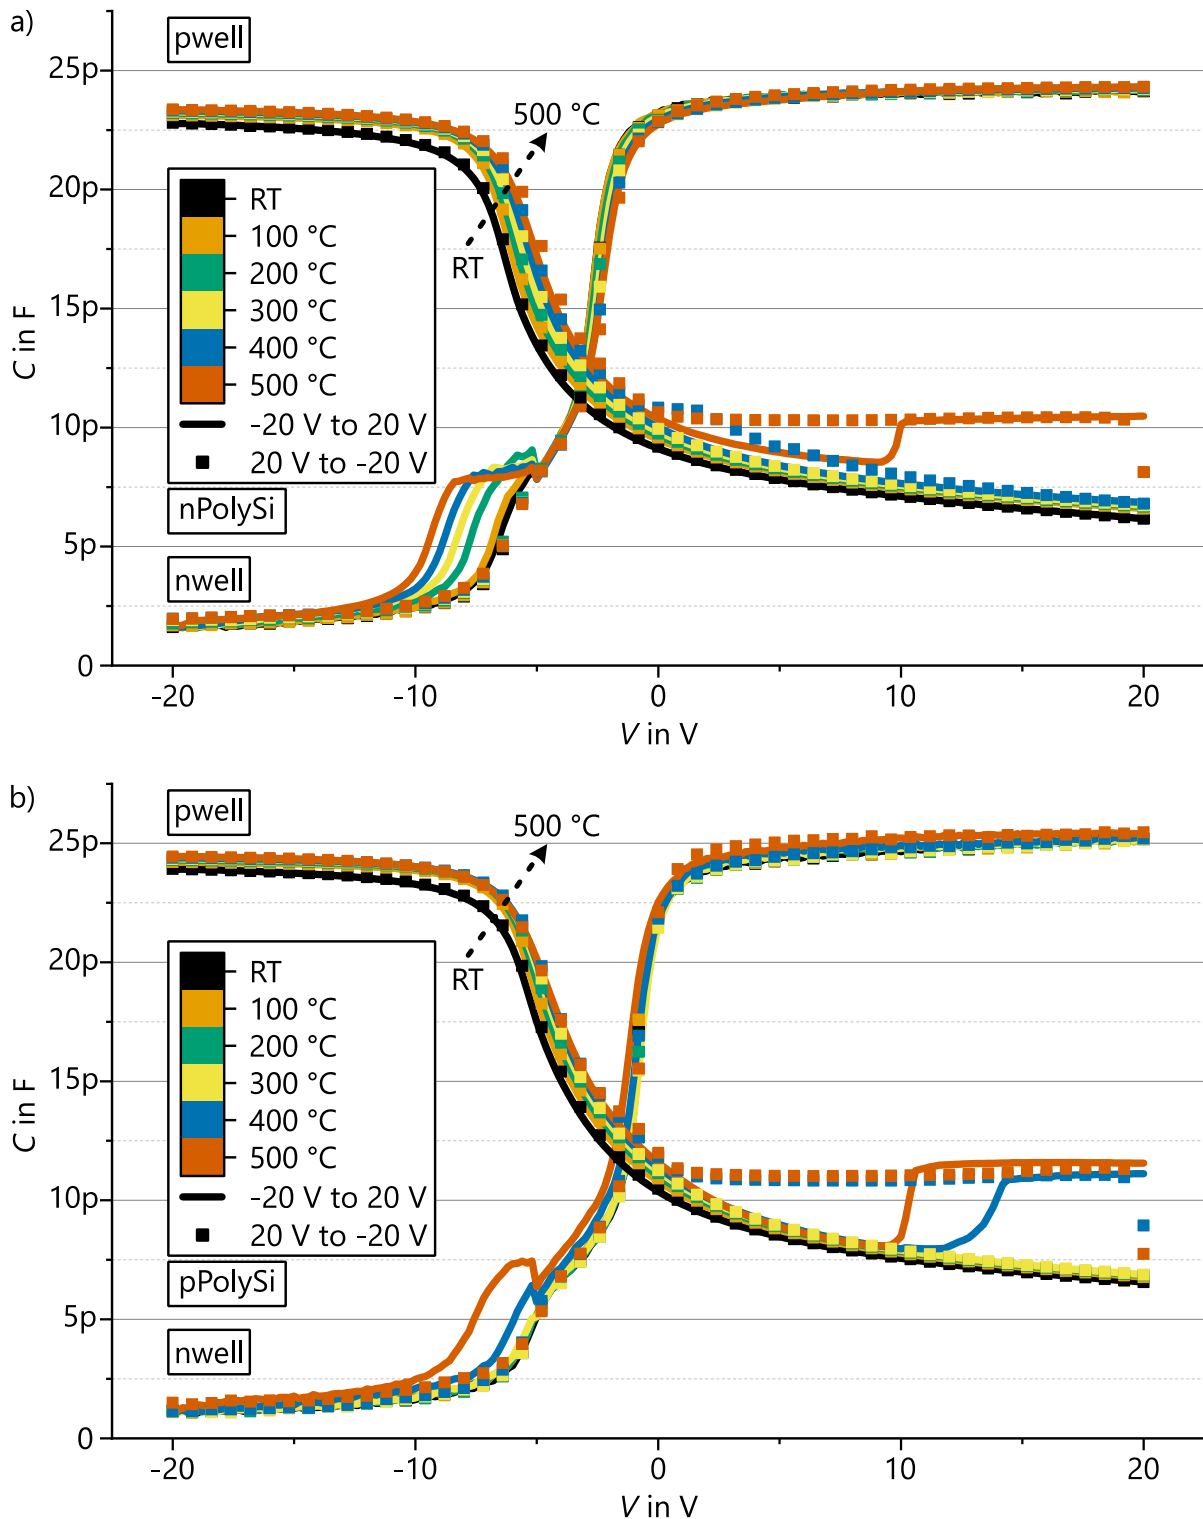 a)
pwell
25p
500 °C
20p
RT
100 °C
200 °C
RT
300 °C
15p
400 °C
500 °C
10p
-20 V to 20 V
20 V to -20 V
nPolySi
5p
nwell
0
C in F
-20
-10
0
10
20
V in V
b)
pwell
500 °C
25p
20p
RT
RT
100 °C
200 °C
300 °C
15p
400 °C
500 °C
-20 V to 20 V
10p
20 V to -20 V
pPolySi
5p
nwell
0
C in F
-20
-10
0
10
20
V in V